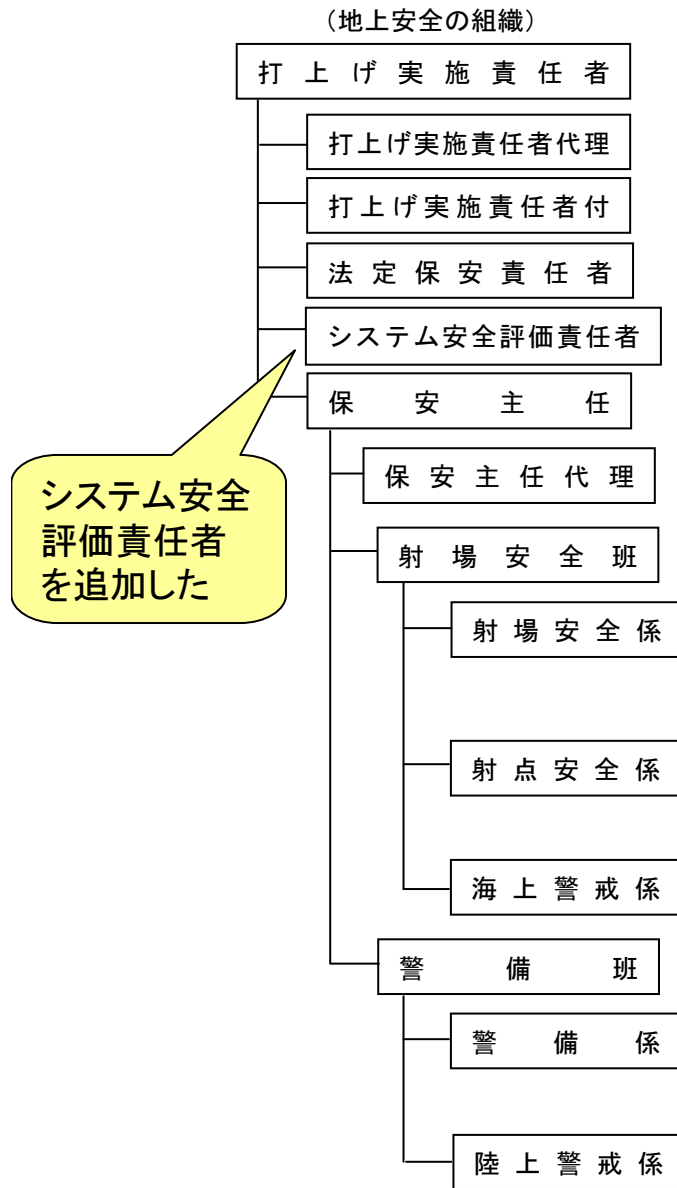 （地上安全の組織）
打上げ実施責任者
打上げ実施責任者代理
打上げ実施責任者付
法定保安責任者
システム安全評価責任者
保安主任
システム安全
評価責任者
を追加した
保安主任代理
射場安全班
射場安全係
射点安全係
海上警戒係
警備班
警備係
陸上警戒係